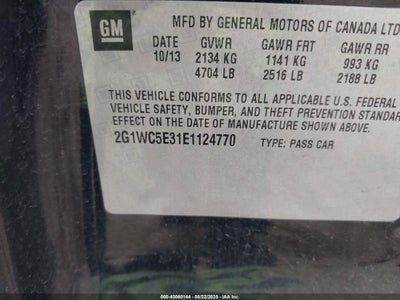 GM
MFD BY GENERAL MOTORS OF CANADA LTD
10/13 GVWR GAWR FRT GAWR RR
2134 KG 1141 KG 993 KG
4704 LB 2516 LB 2188 LB
THIS VEHICLE CONFORMS TO ALL APPLICABLE U.S. FEDERAL
VEHICLE SAFETY, BUMPER, AND THEFT PREVENTION STANDAR
EFFECT ON THE DATE OF MANUFACTURE SHOWN ABOVE.
2G1WC5E31E1124770 TYPE: PASS CAR
000-43080144 - 08/22/2025 - IAA Inc.